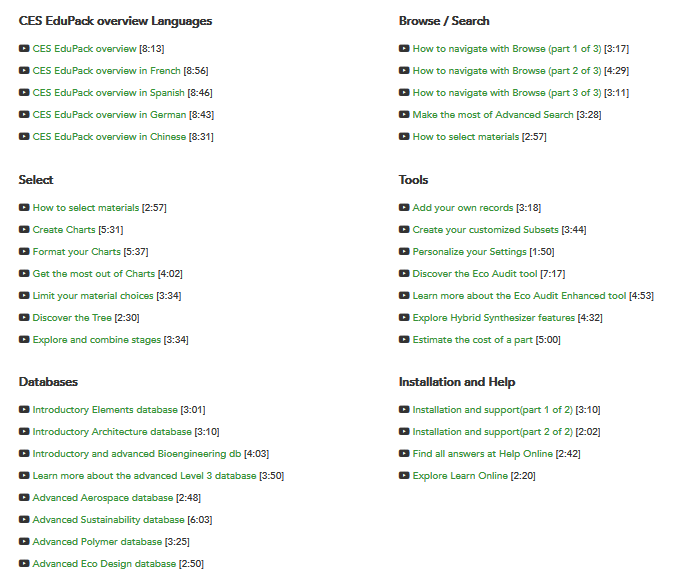 CES EduPack overview Languages
CES EduPack overview [8:13]
CES EduPack overview in French [8:56]
CES EduPack overview in Spanish [8:46]
CES EduPack overview in German [8:43]
CES EduPack overview in Chinese [8:31]
Browse / Search
How to navigate with Browse (part 1 of 3) [3:17]
How to navigate with Browse (part 2 of 3) [4:29]
How to navigate with Browse (part 3 of 3) [3:11]
Make the most of Advanced Search [3:28]
How to select materials [2:57]
Select
How to select materials [2:57]
Create Charts [5:31]
Format your Charts [5:37]
Get the most out of Charts [4:02]
Limit your material choices [3:34]
Discover the Tree [2:30]
Explore and combine stages [3:34]
Tools
Add your own records [3:18]
Create your customized Subsets [3:44]
Personalize your Settings [1:50]
Discover the Eco Audit tool [7:17]
Learn more about the Eco Audit Enhanced tool [4:53]
Explore Hybrid Synthesizer features [4:32]
Estimate the cost of a part [5:00]
Databases
Introductory Elements database [3:01]
Introductory Architecture database [3:10]
Introductory and advanced Bioengineering db [4:03]
Learn more about the advanced Level 3 database [3:50]
Advanced Aerospace database [2:48]
Advanced Sustainability database [6:03]
Advanced Polymer database [3:25]
Advanced Eco Design database [2:50]
Installation and Help
Installation and support(part 1 of 2) [3:10]
Installation and support(part 2 of 2) [2:02]
Find all answers at Help Online [2:42]
Explore Learn Online [2:20]